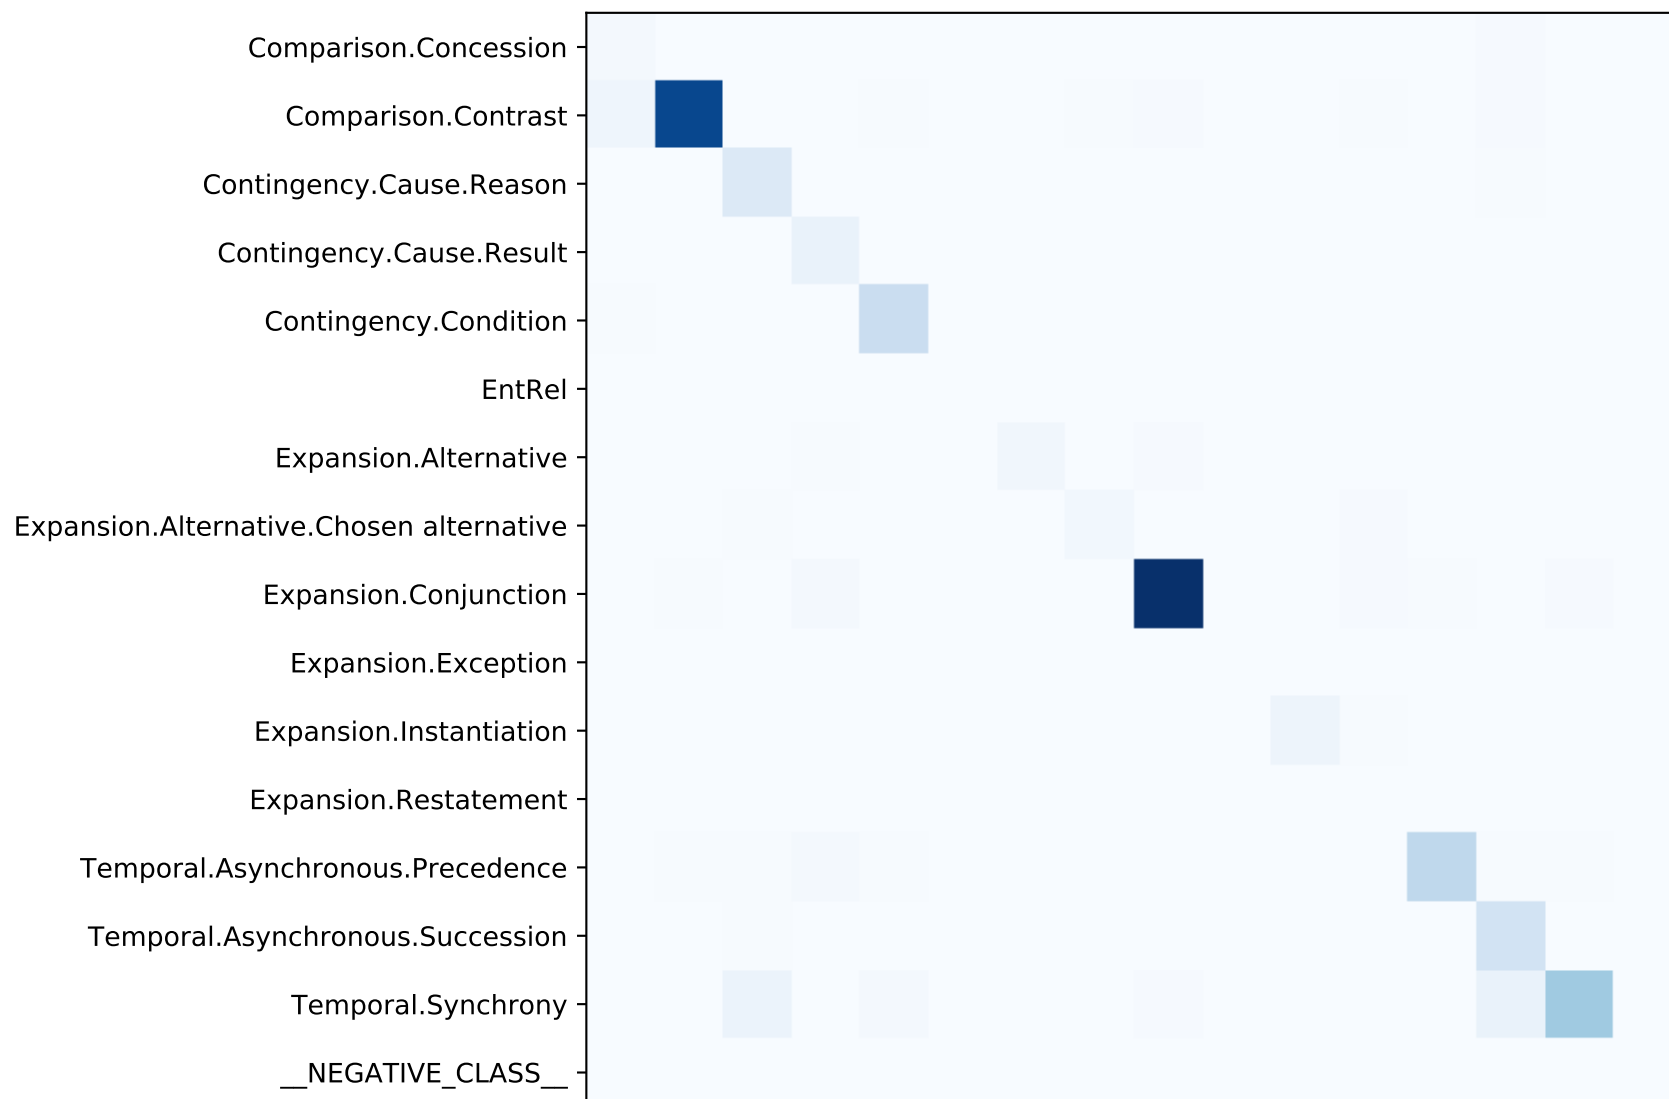 Comparison.Concession
Comparison.Contrast
Contingency.Cause.Reason
Contingency.Cause.Result
Contingency.Condition
EntRel
Expansion.Alternative
Expansion.Alternative.Chosen alternative
Expansion.Conjunction
Expansion.Exception
Expansion.Instantiation
Expansion.Restatement
Temporal.Asynchronous.Precedence
Temporal.Asynchronous.Succession
Temporal.Synchrony
__NEGATIVE_CLASS__